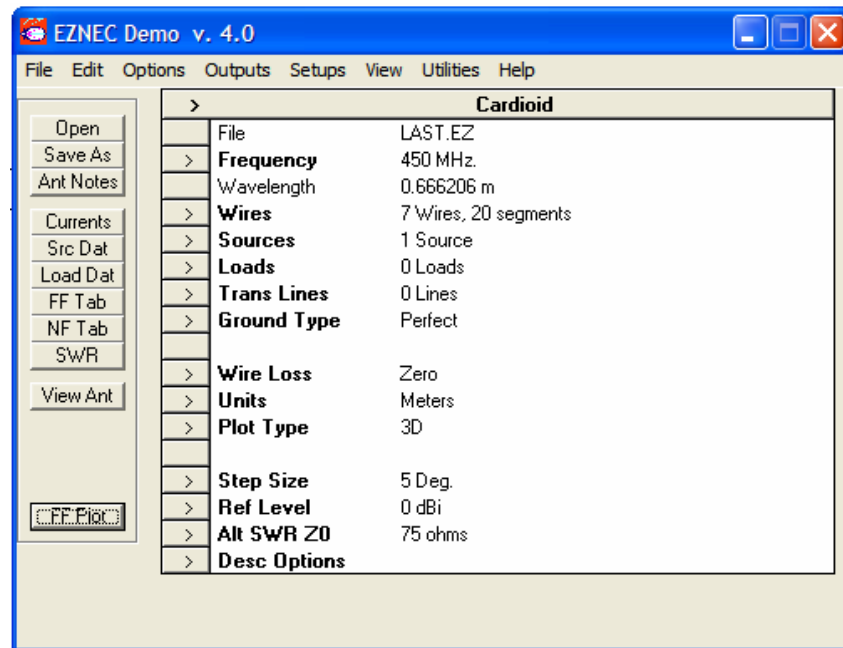 EZNEC Demo v. 4.0
File Edit Options Outputs Setups View Utilities Help
Open
Save As
Ant Notes
Currents
Src Dat
Load Dat
FF Tab
NF Tab
SWR
View Ant
FF Plot
> Cardioid
File LAST.EZ
> Frequency 450 MHz.
Wavelength 0.666206 m
> Wires 7 Wires, 20 segments
> Sources 1 Source
> Loads 0 Loads
> Trans Lines 0 Lines
> Ground Type Perfect
> Wire Loss Zero
> Units Meters
> Plot Type 3D
> Step Size 5 Deg.
> Ref Level 0 dBi
> Alt SWR Z0 75 ohms
> Desc Options